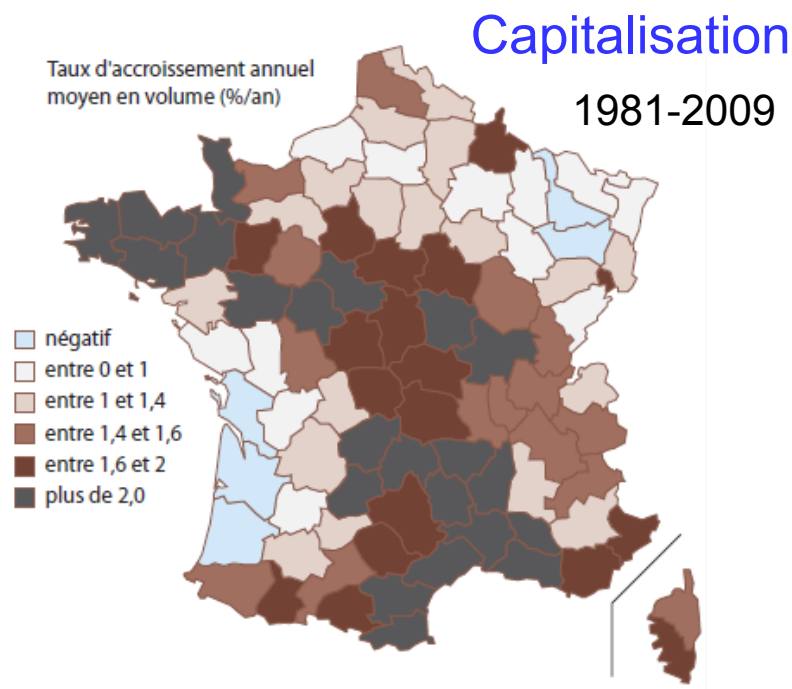 Capitalisation
Taux d'accroissement annuel
moyen en volume (%/an)
1981-2009
négatif
entre 0 et 1
entre 1 et 1,4
entre 1,4 et 1,6
entre 1,6 et 2
plus de 2,0